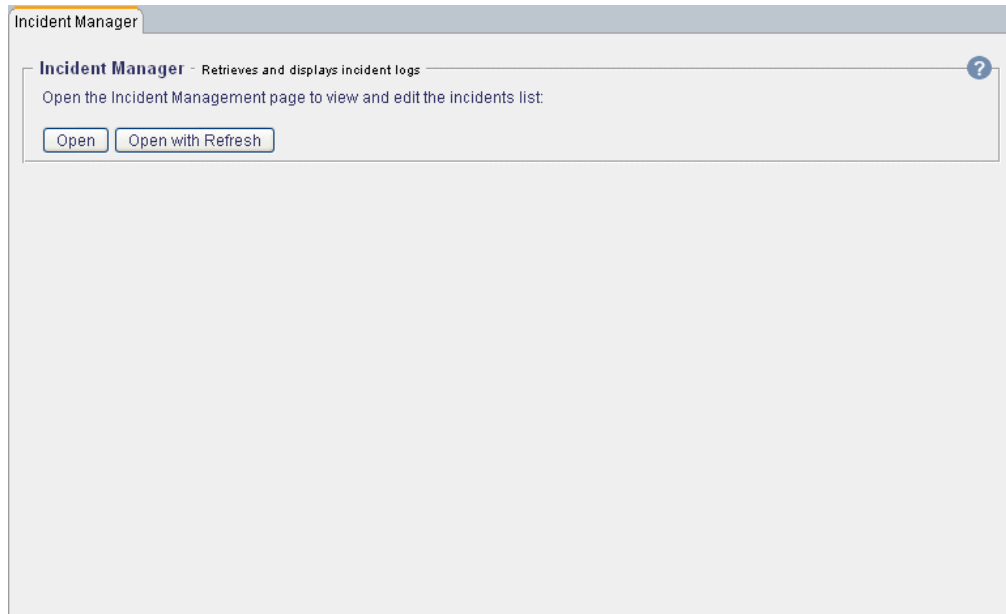 Incident Manager
Incident Manager - Retrieves and displays incident logs
?
Open the Incident Management page to view and edit the incidents list:
Open Open with Refresh